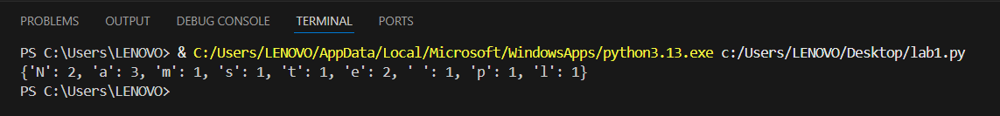 PROBLEMS OUTPUT DEBUG CONSOLE TERMINAL PORTS
PS C:\Users\LENOVO> & C:/Users/LENOVO/AppData/Local/Microsoft/WindowsApps/python3.13.exe c:/Users/LENOVO/Desktop/lab1.py
{'N': 2, 'a': 3, 'm': 1, 's': 1, 't': 1, 'e': 2, ' ': 1, 'p': 1, 'l': 1}
PS C:\Users\LENOVO>